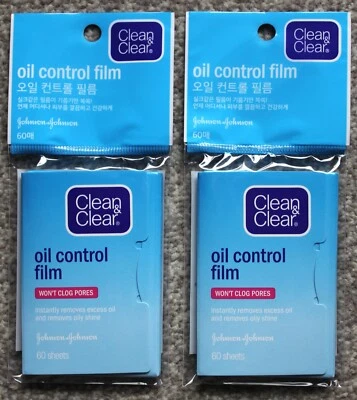 Clean
&
Clear®
oil control film
오일 컨트롤 필름
60매
Johnson & Johnson
Clean
&
Clear®
oil control
film
WON'T CLOG PORES
instantly removes excess oil
and removes oily shine
Johnson & Johnson
60 sheets
Clean
&
Clear®
oil control film
오일 컨트롤 필름
60매
Johnson & Johnson
Clean
&
Clear®
oil control
film
WON'T CLOG PORES
instantly removes excess oil
and removes oily shine
Johnson & Johnson
60 sheets